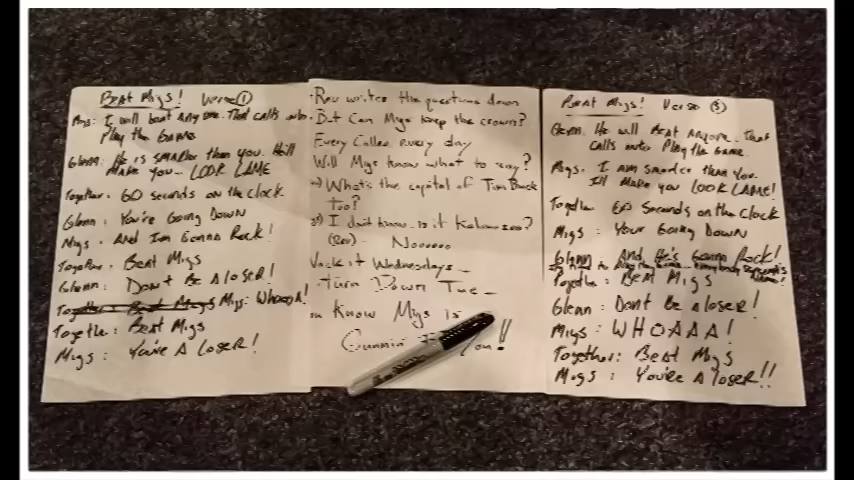 Beat Migs! Verse 1
Migs: I will beat any one. That calls into
Play the Game
Glenn: He is smarter than you. He'll
Make you - LOOK LAME
Together: 60 seconds on the clock
Glenn: You're Going Down
Migs: And I'm Gonna Rock!
Together: Beat Migs
Glenn: Don't Be A loser!
Together: Beat Migs Migs: Whooa!
Together: Beat Migs
Migs: You're A Loser!
Rev writes the questions down
But Can Migs keep the crown?
Every Caller every day
Will Migs know what to say?
What's the capital of Tim Buck
too?
I don't know.. is it Kalamazoo?
(Rev) - Nooooo
it Wednesdays -
turn Down Tue -
Know Migs is
Gunnin You!!
Beat Migs! Verse 3
Glenn: He will Beat Anyone. That
calls into Play the Game.
Migs: I am smarter than You.
I'll Make you LOOK LAME!
Together: 60 Seconds on the Clock
Migs: Your Going Down
Glenn And He's Gonna Rock!
Together: Beat Migs
Glenn: Dont Be a loser!
Migs: WHOAAA!
Together: Beat Migs
Migs: You're A loser!!